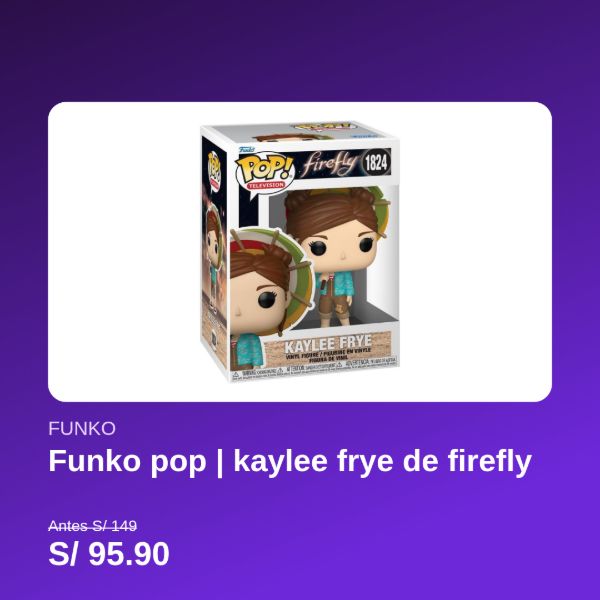 Funko
POP!
TELEVISION
firefly
1824
KAYLEE FRYE
VINYL FIGURE / FIGURINE EN VINYLE
FIGURA DE VINIL
FUNKO
Funko pop | kaylee frye de firefly
Antes S/ 149
S/ 95.90